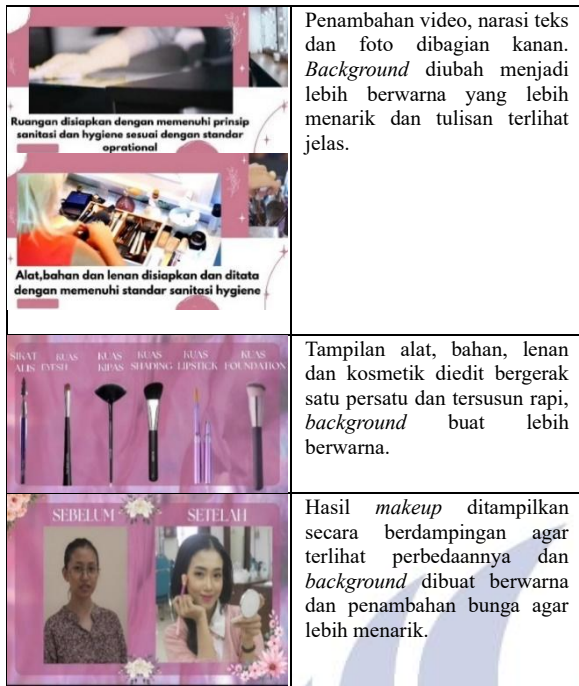 Ruangan disiapkan dengan memenuhi prinsip
sanitasi dan hygiene sesuai dengan standar
oprational
Alat,bahan dan lenan disiapkan dan ditata
dengan memenuhi standar sanitasi hygiene
Penambahan video, narasi teks
dan foto dibagian kanan.
Background diubah menjadi
lebih berwarna yang lebih
menarik dan tulisan terlihat
jelas.
SIKAT ALIS
KUAS
KUAS KIPAS
KUAS SHADING
KUAS LIPSTICK
KUAS FOUNDATION
Tampilan alat, bahan, lenan
dan kosmetik diedit bergerak
satu persatu dan tersusun rapi,
background buat lebih
berwarna.
SEBELUM
SETELAH
Hasil makeup ditampilkan
secara berdampingan agar
terlihat perbedaannya dan
background dibuat berwarna
dan penambahan bunga agar
lebih menarik.